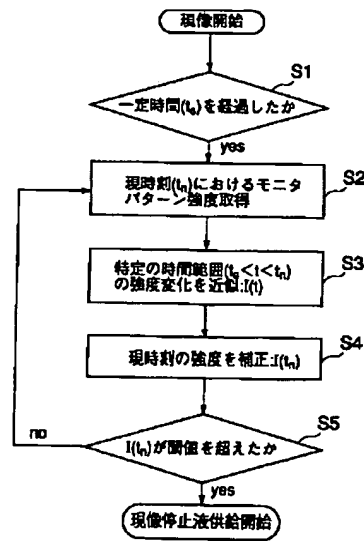 現像開始
S1
一定時間(t₀)を経過したか
yes
S2
現時刻(tₙ)におけるモニタ
パターン強度取得
S3
特定の時間範囲(t₀<t<tₙ)
の強度変化を近似:I(t)
S4
現時刻の強度を補正:I(tₙ)
S5
I(tₙ)が閾値を超えたか
no
yes
現像停止液供給開始